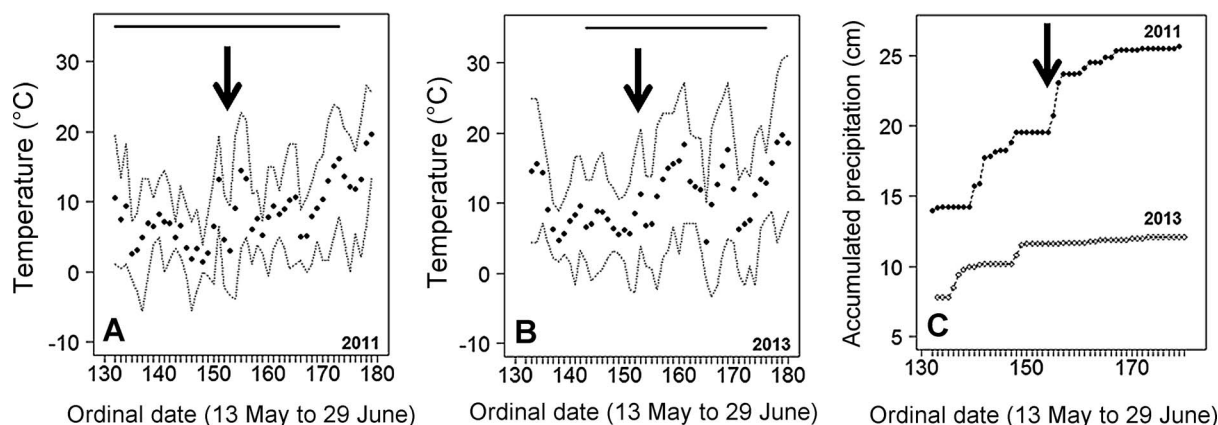 Temperature (°C)
30
20
10
0
-10
A
2011
130 140 150 160 170 180
Ordinal date (13 May to 29 June)
Temperature (°C)
30
20
10
0
-10
B
2013
130 140 150 160 170 180
Ordinal date (13 May to 29 June)
Accumulated precipitation (cm)
25
20
15
10
5
2011
2013
C
130 150 170
Ordinal date (13 May to 29 June)